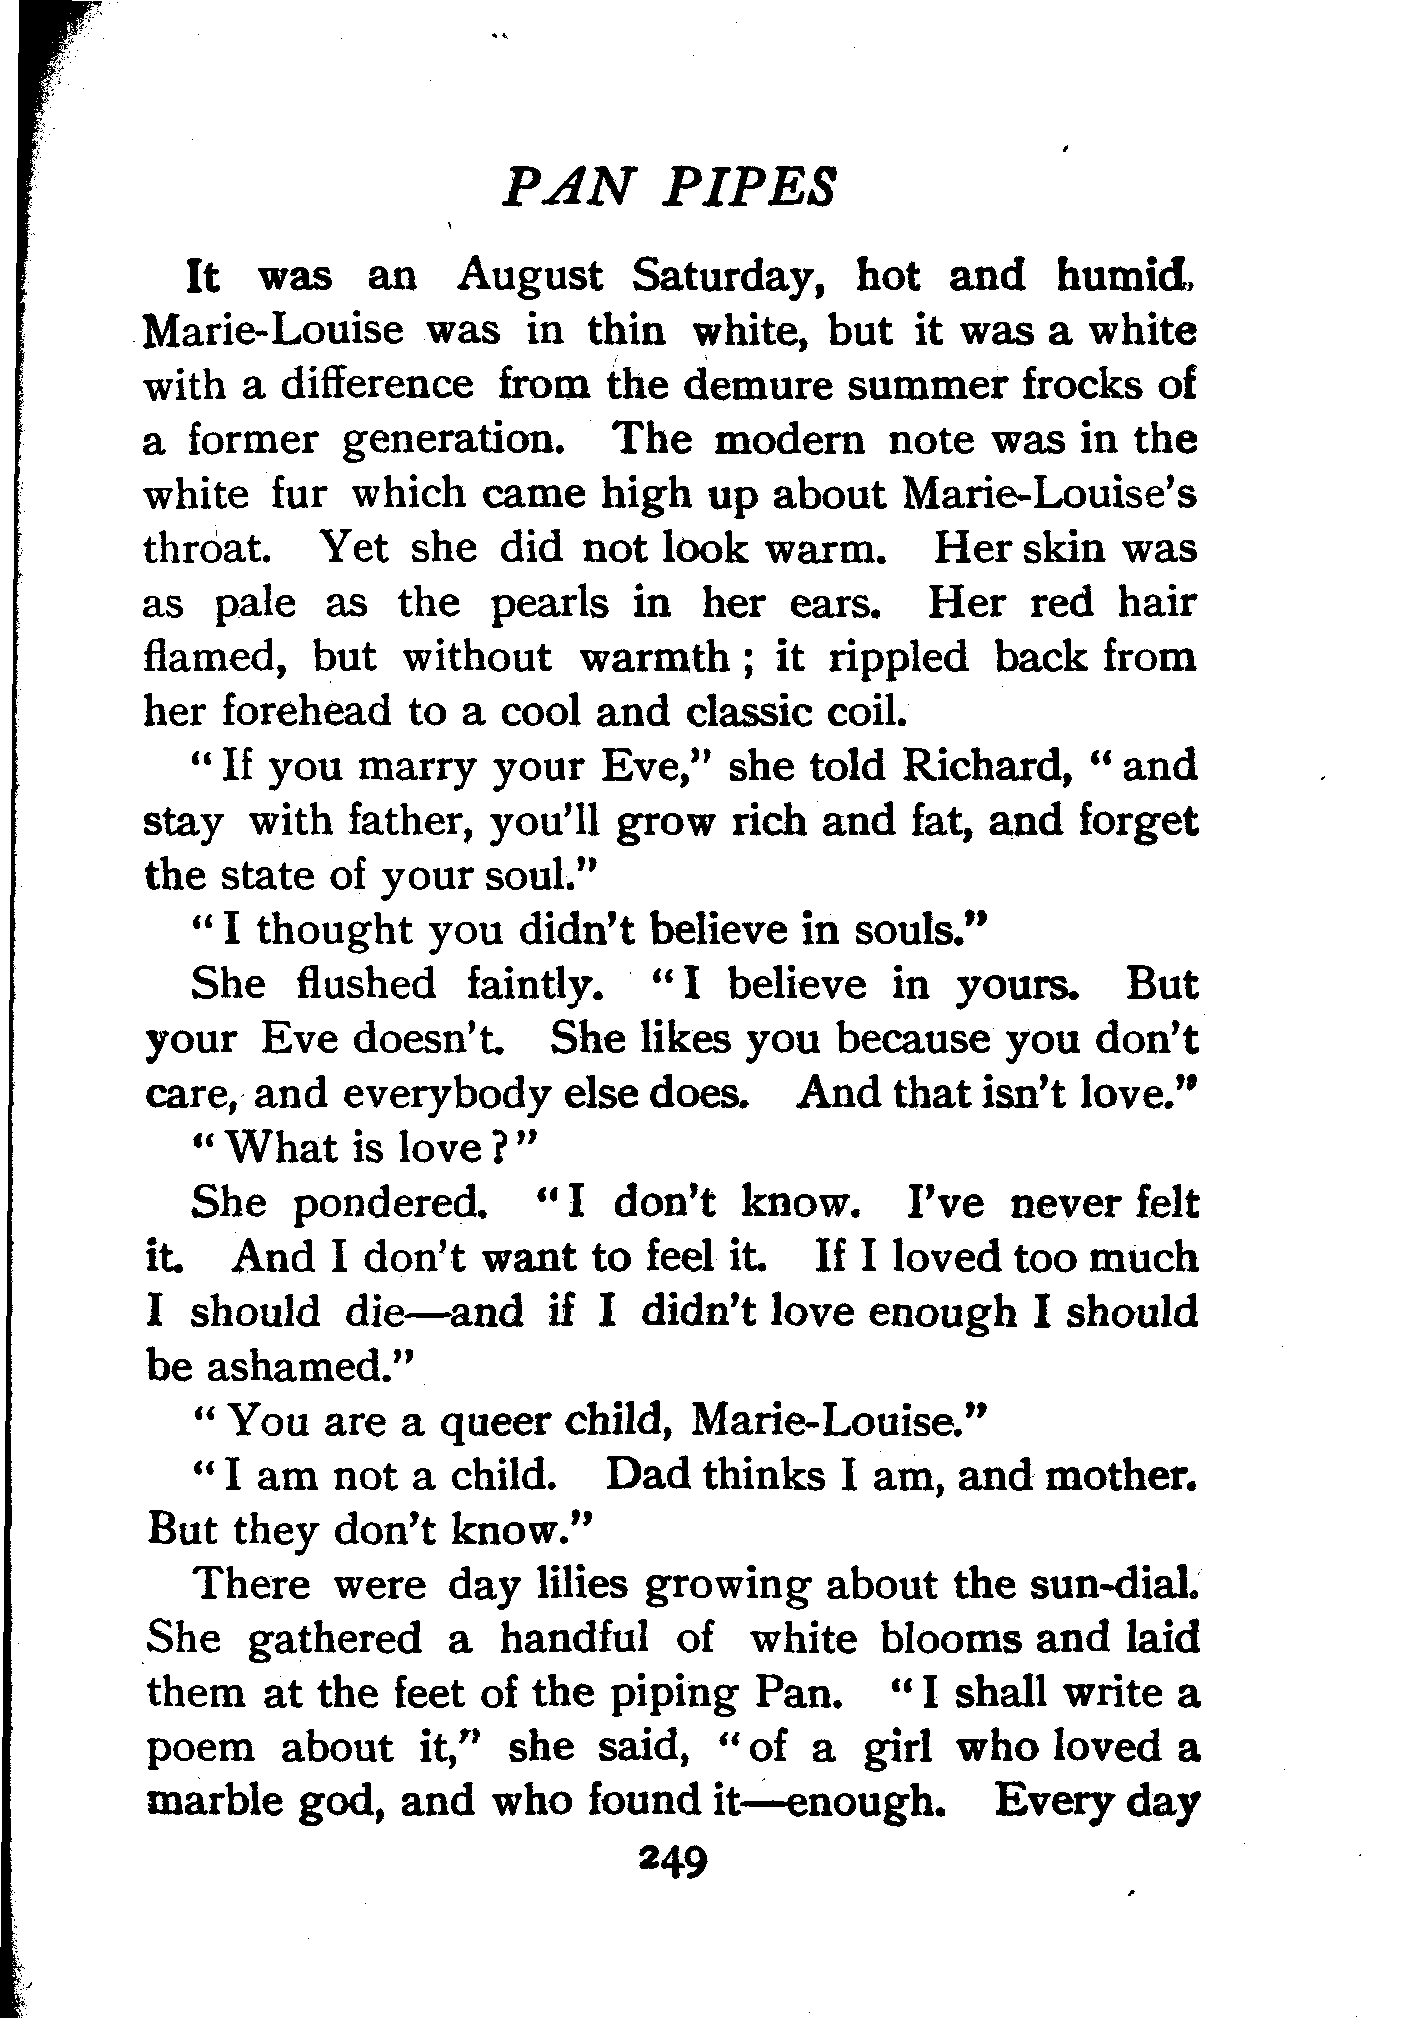 PAN PIPES
It was an August Saturday, hot and humid.
Marie-Louise was in thin white, but it was a white
with a difference from the demure summer frocks of
a former generation. The modern note was in the
white fur which came high up about Marie-Louise's
throat. Yet she did not look warm. Her skin was
as pale as the pearls in her ears. Her red hair
flamed, but without warmth ; it rippled back from
her forehead to a cool and classic coil.
" If you marry your Eve," she told Richard, " and
stay with father, you'll grow rich and fat, and forget
the state of your soul."
" I thought you didn't believe in souls."
She flushed faintly. " I believe in yours. But
your Eve doesn't. She likes you because you don't
care, and everybody else does. And that isn't love."
" What is love ? "
She pondered. " I don't know. I've never felt
it. And I don't want to feel it. If I loved too much
I should die—and if I didn't love enough I should
be ashamed."
" You are a queer child, Marie-Louise."
" I am not a child. Dad thinks I am, and mother.
But they don't know."
There were day lilies growing about the sun-dial.
She gathered a handful of white blooms and laid
them at the feet of the piping Pan. " I shall write a
poem about it," she said, " of a girl who loved a
marble god, and who found it—enough. Every day
249